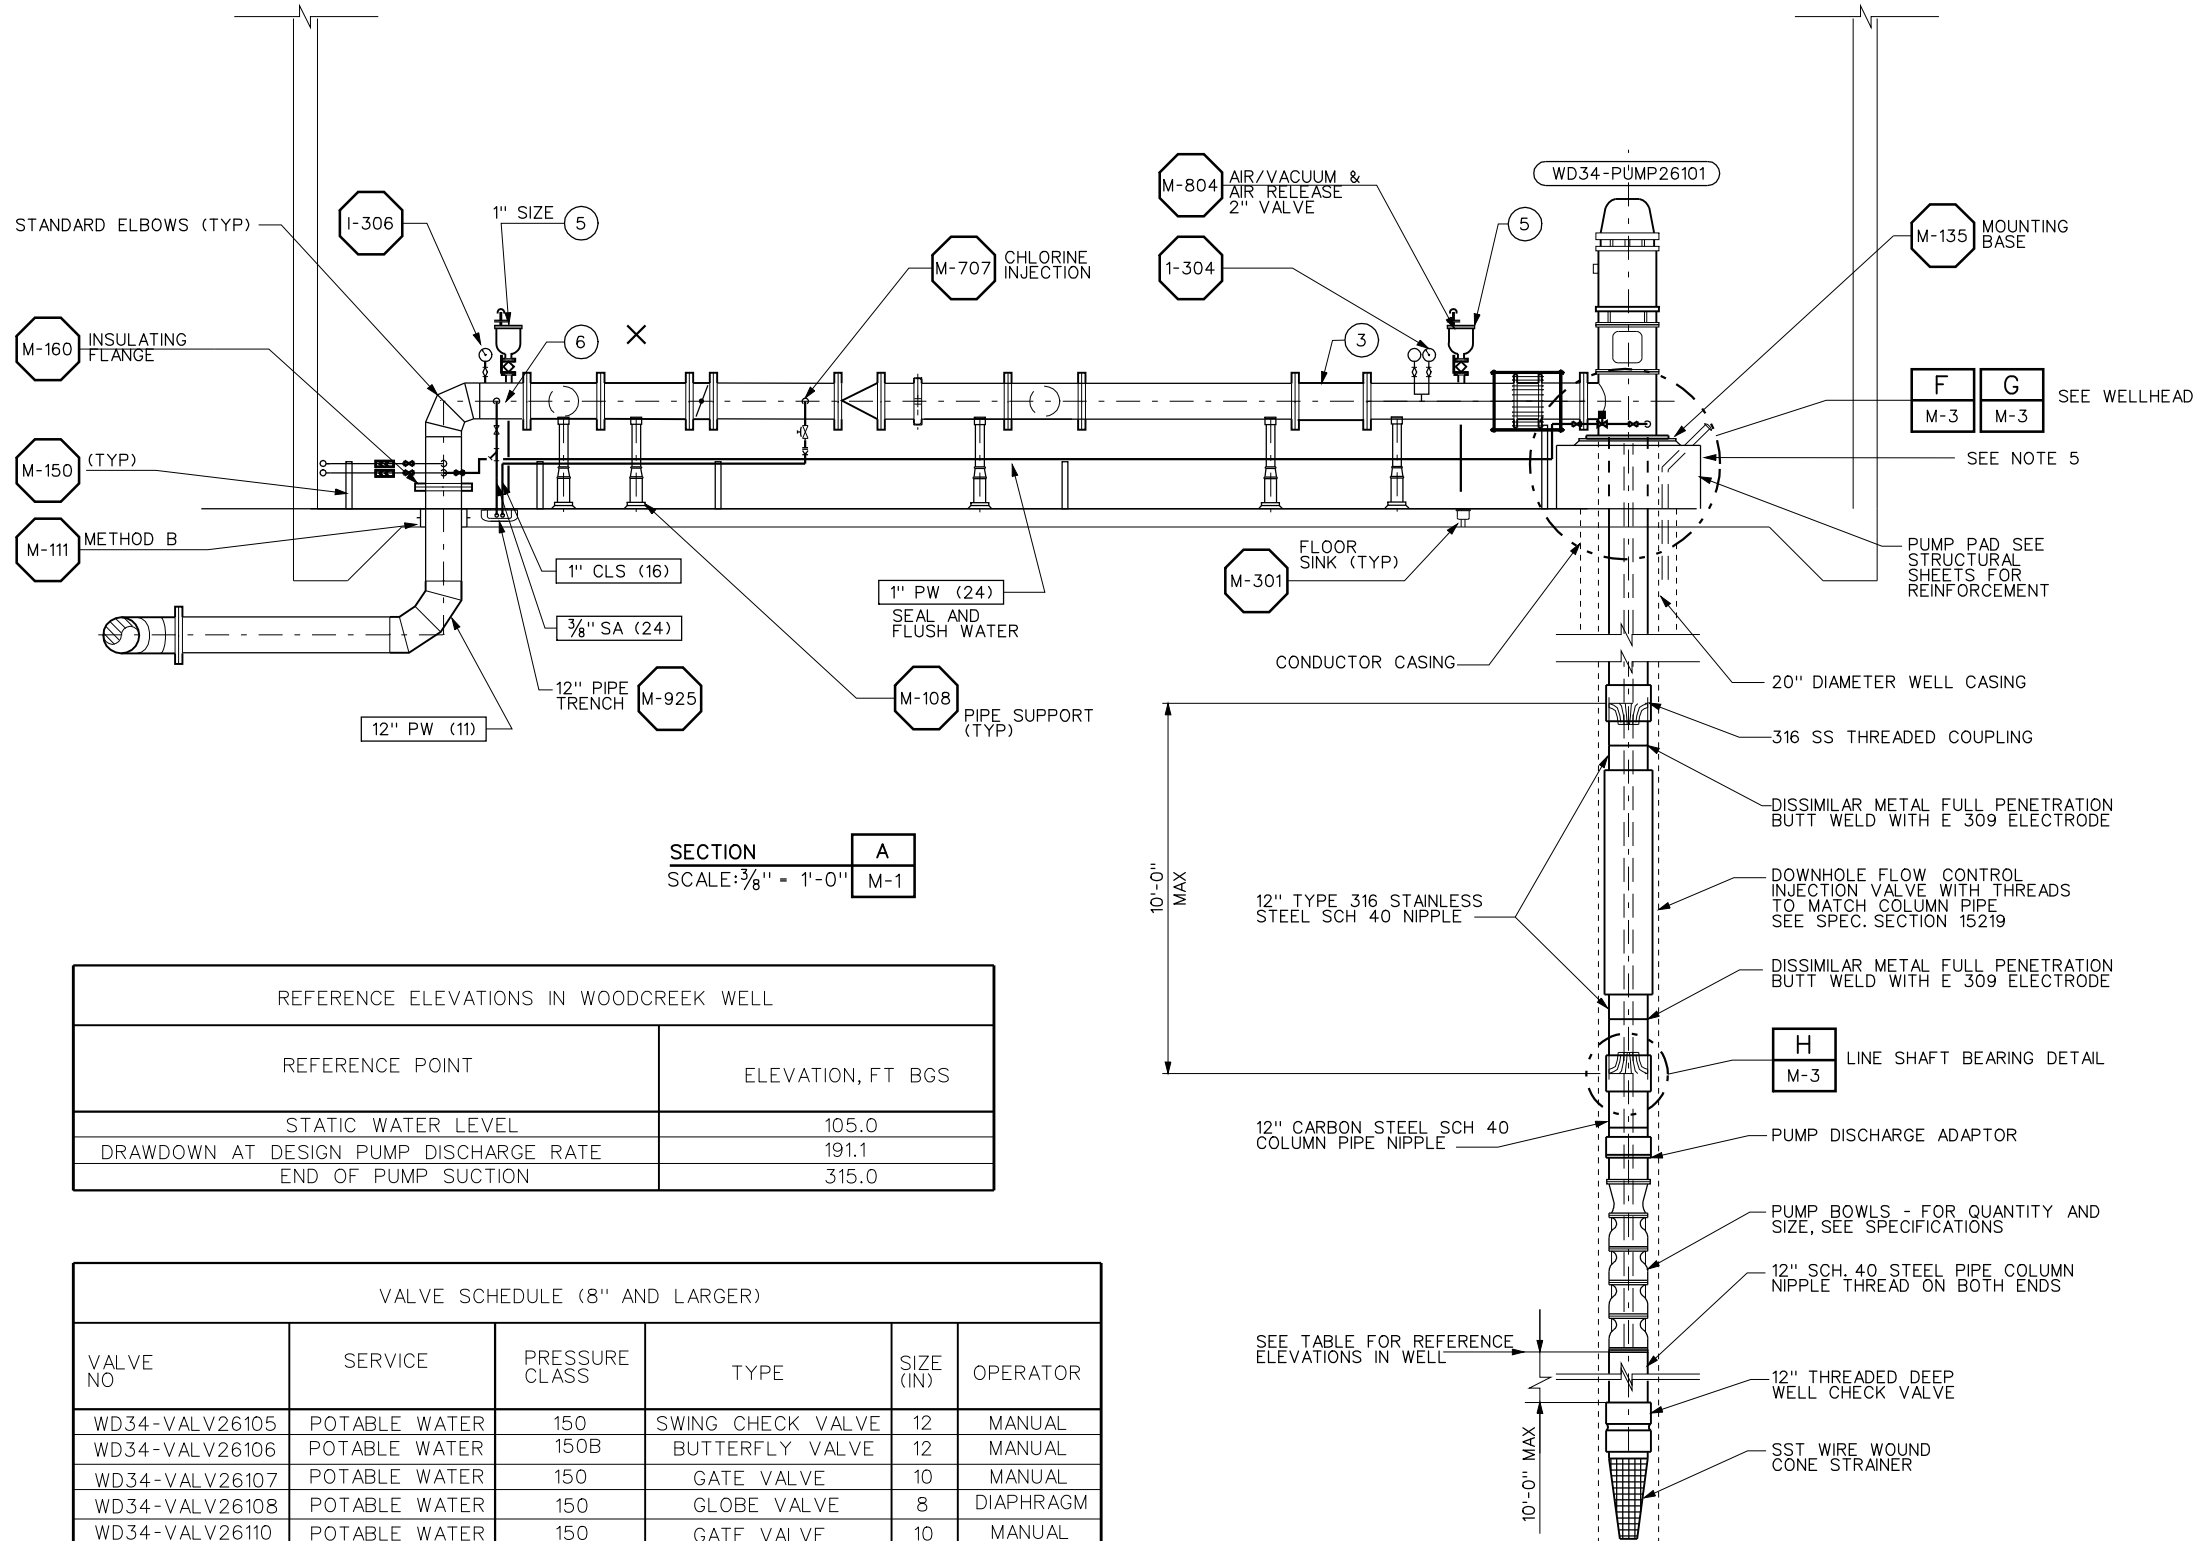 WD34-PUMP26101
M-804
AIR/VACUUM &
AIR RELEASE
2" VALVE
I-306
1" SIZE
5
5
STANDARD ELBOWS (TYP)
M-707
CHLORINE
INJECTION
1-304
M-135
MOUNTING
BASE
M-160
INSULATING
FLANGE
6
3
F
M-3
G
M-3
SEE WELLHEAD
M-150
(TYP)
SEE NOTE 5
M-111
METHOD B
1" CLS (16)
1" PW (24)
SEAL AND
FLUSH WATER
M-301
FLOOR
SINK (TYP)
PUMP PAD SEE
STRUCTURAL
SHEETS FOR
REINFORCEMENT
3/8" SA (24)
CONDUCTOR CASING
12" PIPE
TRENCH
M-925
M-108
PIPE SUPPORT
(TYP)
20" DIAMETER WELL CASING
12" PW (11)
316 SS THREADED COUPLING
DISSIMILAR METAL FULL PENETRATION
BUTT WELD WITH E 309 ELECTRODE
SECTION
A
SCALE: 3/8" = 1'-0"
M-1
10'-0"
MAX
12" TYPE 316 STAINLESS
STEEL SCH 40 NIPPLE
DOWNHOLE FLOW CONTROL
INJECTION VALVE WITH THREADS
TO MATCH COLUMN PIPE
SEE SPEC. SECTION 15219
DISSIMILAR METAL FULL PENETRATION
BUTT WELD WITH E 309 ELECTRODE
H
M-3
LINE SHAFT BEARING DETAIL
12" CARBON STEEL SCH 40
COLUMN PIPE NIPPLE
PUMP DISCHARGE ADAPTOR
PUMP BOWLS - FOR QUANTITY AND
SIZE, SEE SPECIFICATIONS
12" SCH. 40 STEEL PIPE COLUMN
NIPPLE THREAD ON BOTH ENDS
SEE TABLE FOR REFERENCE
ELEVATIONS IN WELL
12" THREADED DEEP
WELL CHECK VALVE
10'-0" MAX
SST WIRE WOUND
CONE STRAINER
REFERENCE ELEVATIONS IN WOODCREEK WELL
REFERENCE POINT ELEVATION, FT BGS
STATIC WATER LEVEL 105.0
DRAWDOWN AT DESIGN PUMP DISCHARGE RATE 191.1
END OF PUMP SUCTION 315.0
VALVE SCHEDULE (8" AND LARGER)
VALVE
NO
SERVICE
PRESSURE
CLASS
TYPE
SIZE
(IN)
OPERATOR
WD34-VALV26105 POTABLE WATER 150 SWING CHECK VALVE 12 MANUAL
WD34-VALV26106 POTABLE WATER 150B BUTTERFLY VALVE 12 MANUAL
WD34-VALV26107 POTABLE WATER 150 GATE VALVE 10 MANUAL
WD34-VALV26108 POTABLE WATER 150 GLOBE VALVE 8 DIAPHRAGM
WD34-VALV26110 POTABLE WATER 150 GATE VALVE 10 MANUAL